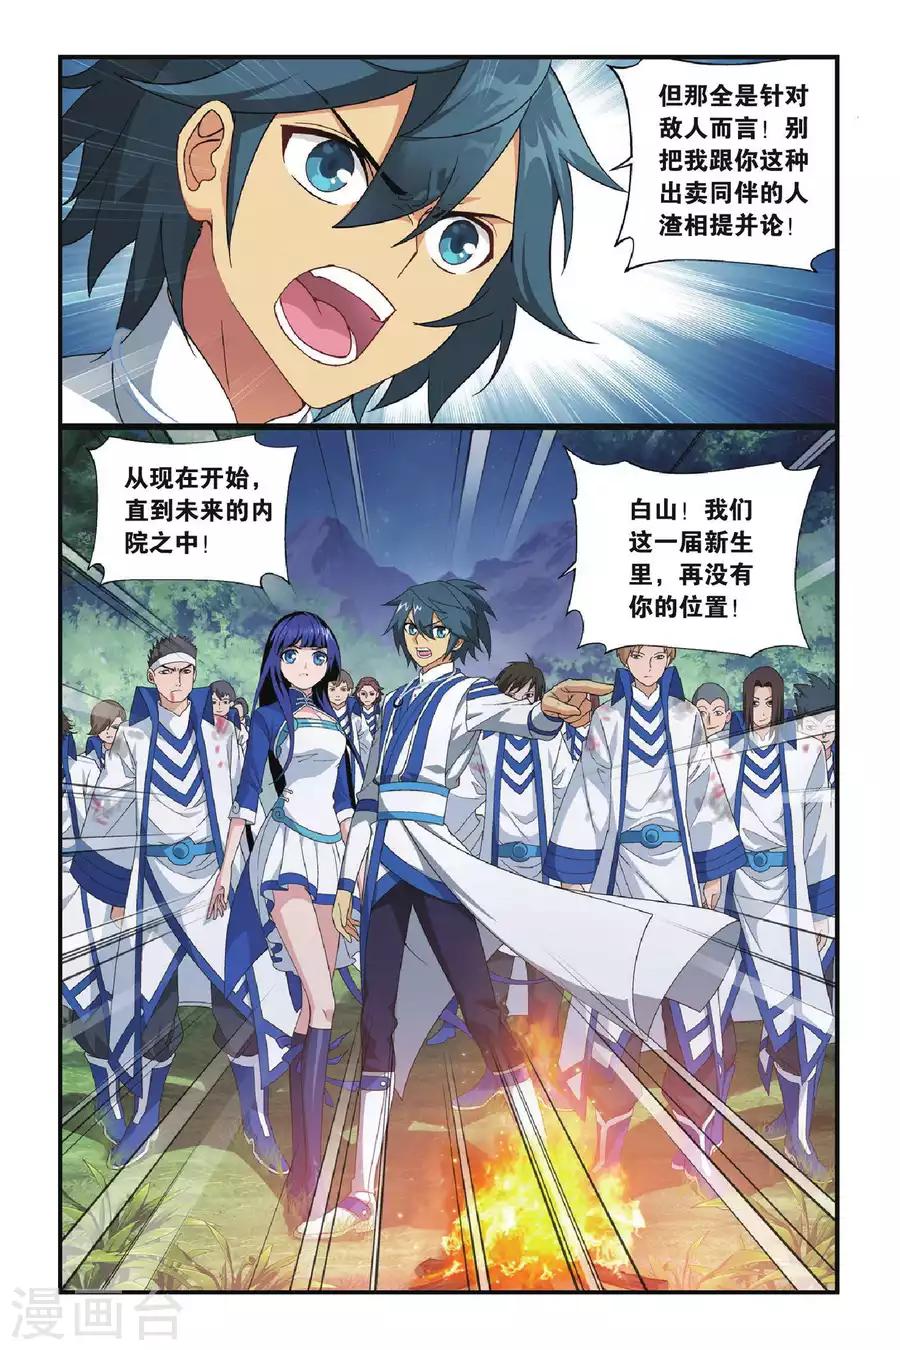 但那全是针对
敌人而言！别
把我跟你这种
出卖同伴的人
渣相提并论！
从现在开始，
直到未来的内
院之中！
白山！我们
这一届新生
里，再没有
你的位置！
漫画台